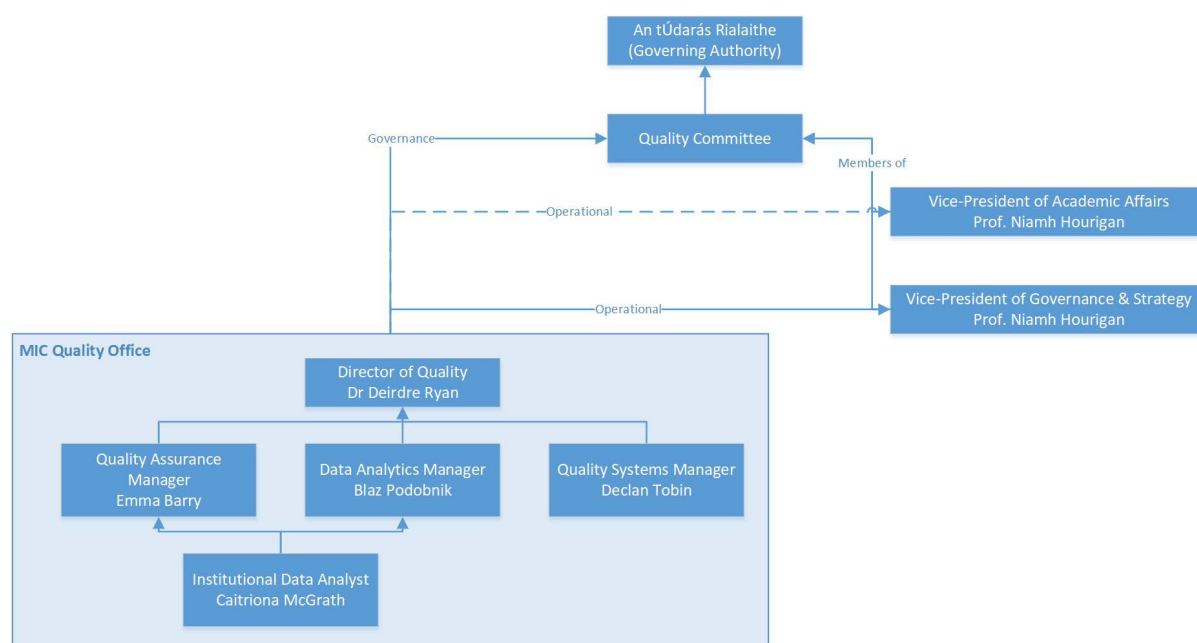 An tÚdarás Rialaithe
(Governing Authority)
Governance
Quality Committee
Members of
Operational
Vice-President of Academic Affairs
Prof. Niamh Hourigan
Operational
Vice-President of Governance & Strategy
Prof. Niamh Hourigan
MIC Quality Office
Director of Quality
Dr Deirdre Ryan
Quality Assurance
Manager
Emma Barry
Data Analytics Manager
Blaz Podobnik
Quality Systems Manager
Declan Tobin
Institutional Data Analyst
Caitriona McGrath